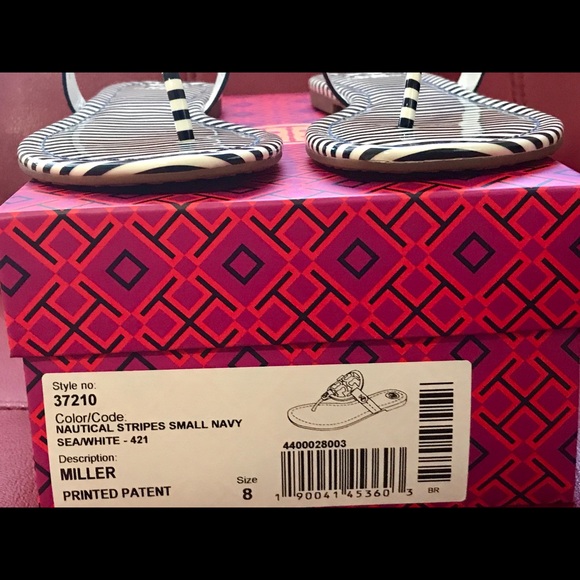 Style no:
37210
Color/Code.
NAUTICAL STRIPES SMALL NAVY
SEA/WHITE - 421
Description:
MILLER
PRINTED PATENT
Size
8
4400028003
1 90041 45360 3
BR